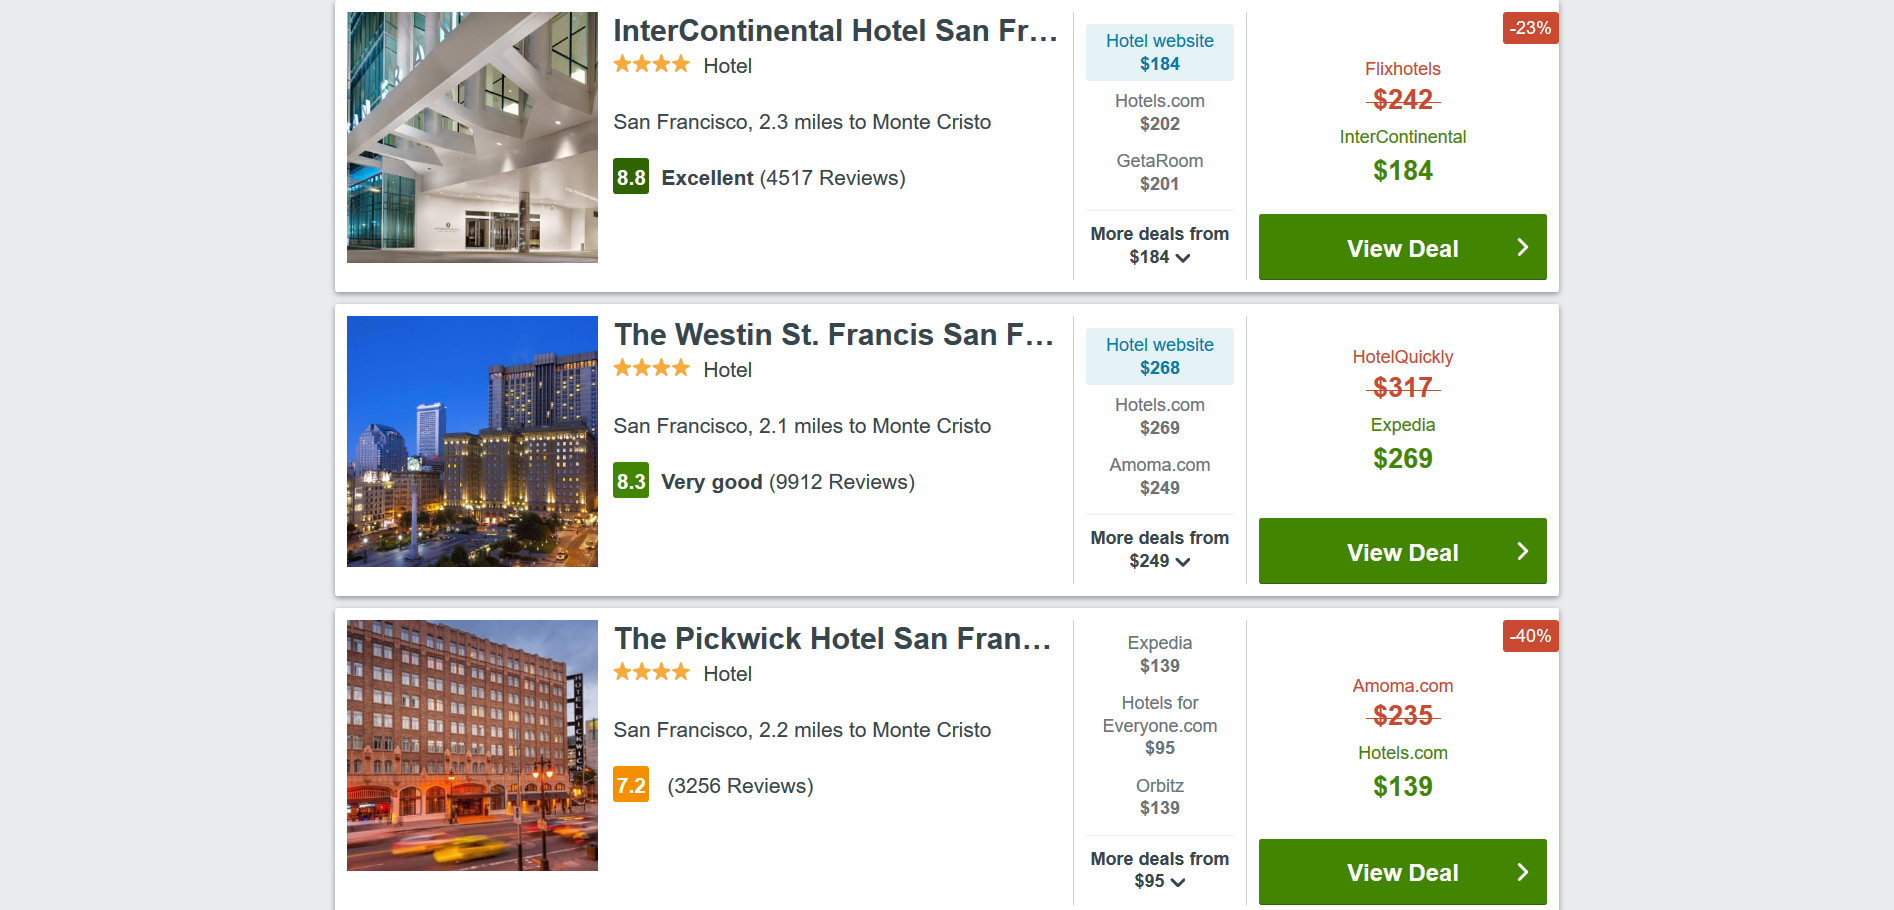 InterContinental Hotel San Fr...
Hotel
San Francisco, 2.3 miles to Monte Cristo
8.8 Excellent (4517 Reviews)
Hotel website
$184
Hotels.com
$202
GetaRoom
$201
More deals from
$184
-23%
Flixhotels
$242
InterContinental
$184
View Deal
The Westin St. Francis San F...
Hotel
San Francisco, 2.1 miles to Monte Cristo
8.3 Very good (9912 Reviews)
Hotel website
$268
Hotels.com
$269
Amoma.com
$249
More deals from
$249
HotelQuickly
$317
Expedia
$269
View Deal
HOTEL PICKWICK
The Pickwick Hotel San Fran...
Hotel
San Francisco, 2.2 miles to Monte Cristo
7.2 (3256 Reviews)
Expedia
$139
Hotels for
Everyone.com
$95
Orbitz
$139
More deals from
$95
-40%
Amoma.com
$235
Hotels.com
$139
View Deal